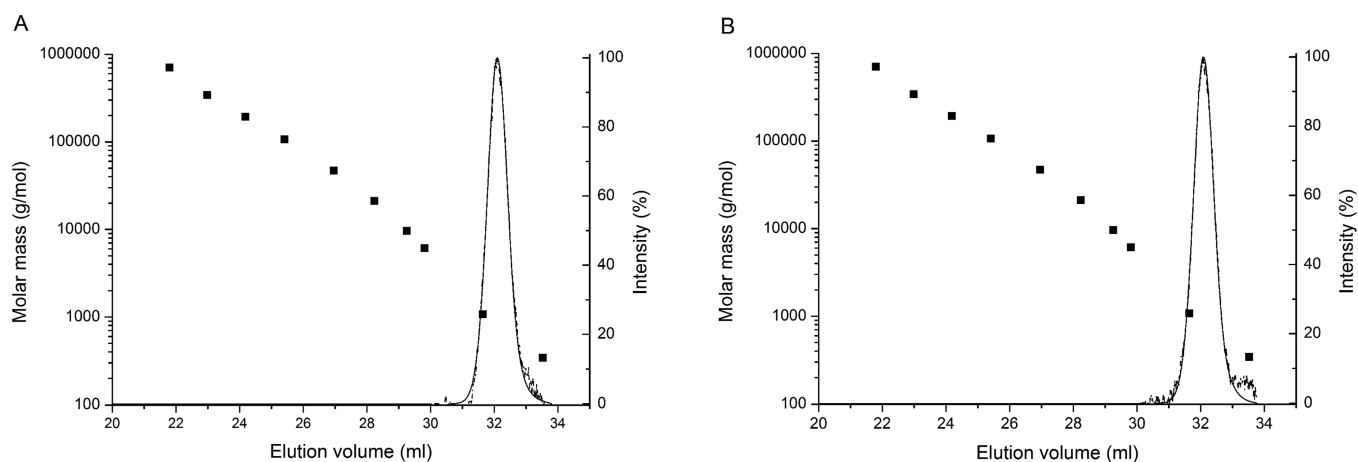 A
Molar mass (g/mol)
1000000
100000
10000
1000
100
20 22 24 26 28 30 32 34
Elution volume (ml)
100
80
60
40
20
0
Intensity (%)
B
Molar mass (g/mol)
1000000
100000
10000
1000
100
20 22 24 26 28 30 32 34
Elution volume (ml)
100
80
60
40
20
0
Intensity (%)